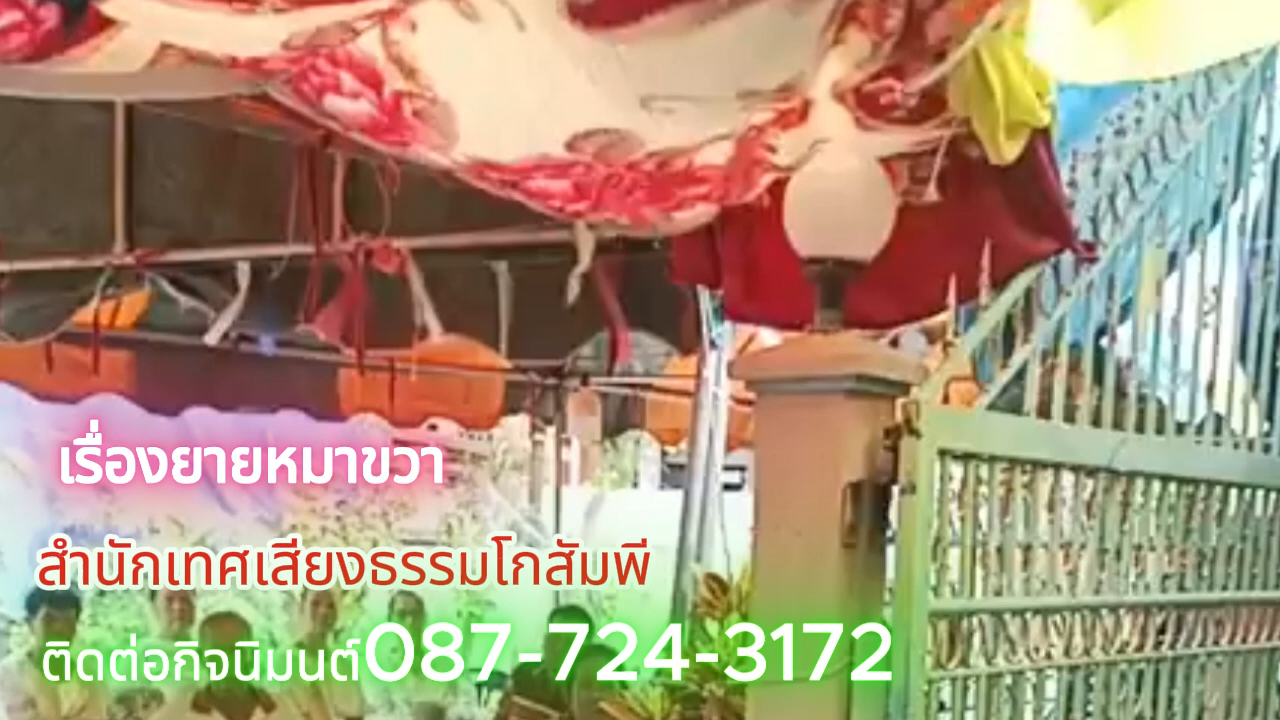 เรื่องยายหมาขวา
สำนักเทศเสียงธรรมโกสัมพี
ติดต่อกิจนิมนต์087-724-3172